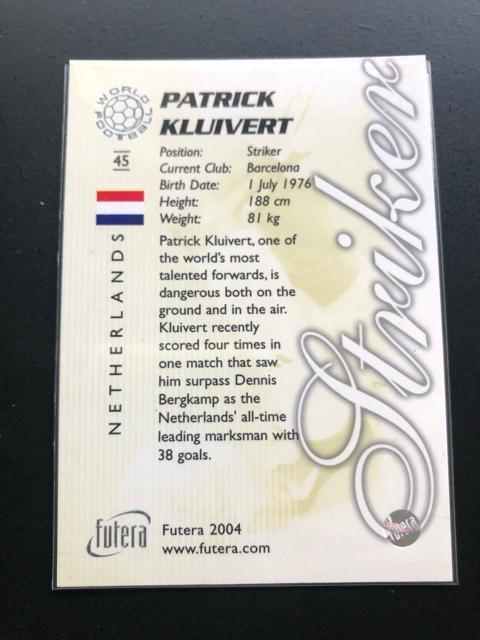 WORLD FOOTBALL
PATRICK
KLUIVERT
45
Position: Striker
Current Club: Barcelona
Birth Date: 1 July 1976
Height: 188 cm
Weight: 81 kg
NETHERLANDS
Patrick Kluivert, one of
the world's most
talented forwards, is
dangerous both on the
ground and in the air.
Kluivert recently
scored four times in
one match that saw
him surpass Dennis
Bergkamp as the
Netherlands' all-time
leading marksman with
38 goals.
Striker
futera
Futera 2004
www.futera.com
futera